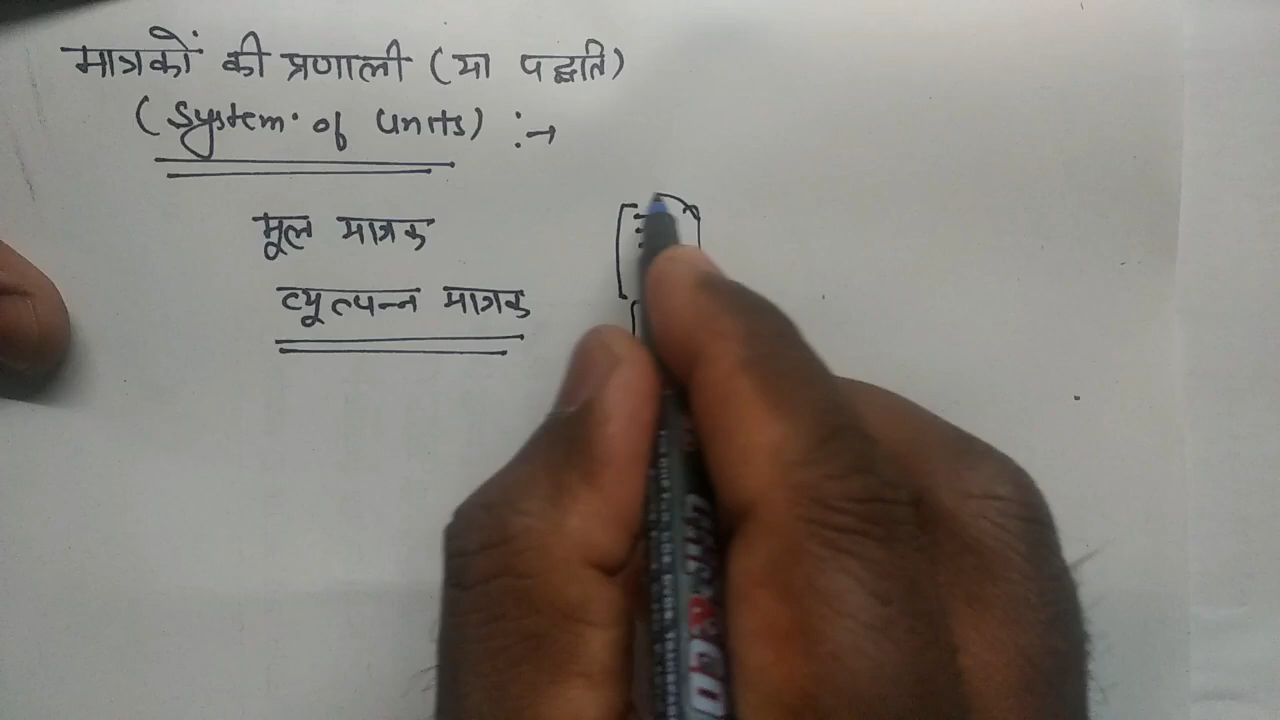 मात्रकों की प्रणाली (या पद्धति)
(System of Units) :→
मूल मात्रक
व्यूत्पन्न मात्रक